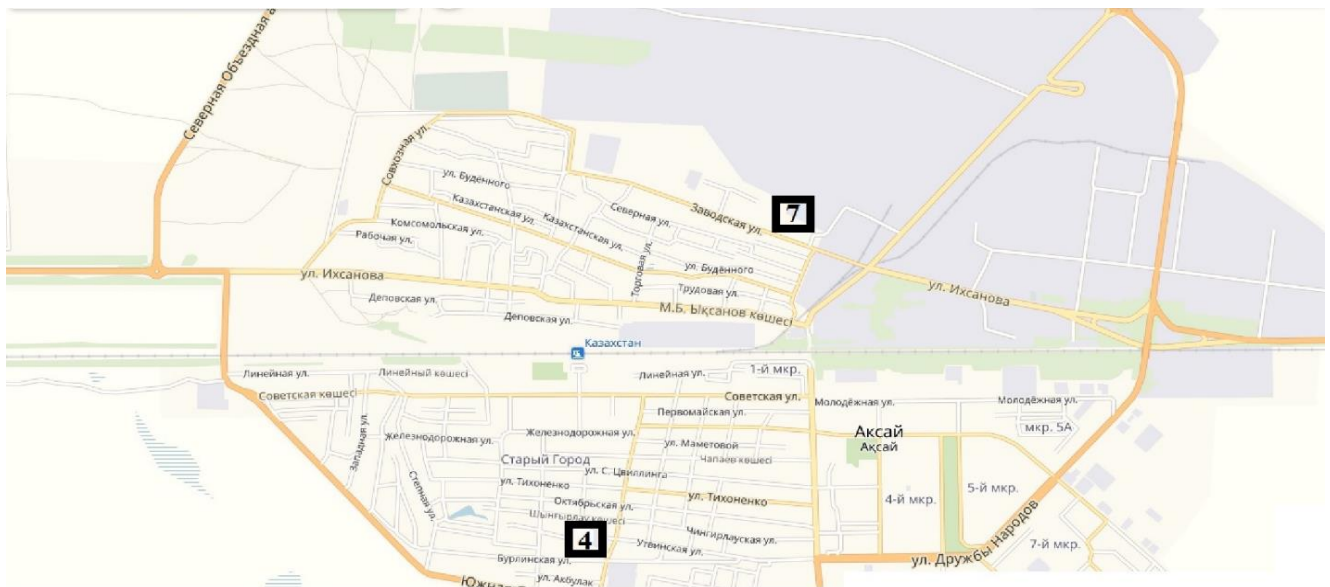 Северная Объездная
Совхозная ул.
ул. Будённого
Казахстанская ул.
Казахстанская ул.
Северная ул.
Заводская ул.
7
Комсомольская ул.
Рабочая ул.
Торговая ул.
ул. Будённого
ул. Ихсанова
Трудовая ул.
ул. Ихсанова
Деповская ул.
М.Б. Ықсанов көшесі
Деповская ул.
Казахстан
Линейная ул.
Линейный көшесі
Линейная ул.
1-й мкр.
Советская көшесі
Советская ул.
Молодёжная ул.
Молодёжная ул.
Первомайская ул.
мкр. 5А
Аксай
Ақсай
Западная ул.
Железнодорожная ул.
Железнодорожная ул.
ул. Маметовой
Чапаев көшесі
Старый Город
ул. С. Цвиллинга
Степная ул.
ул. Тихоненко
ул. Тихоненко
4-й мкр.
5-й мкр.
Октябрьская ул.
Шыңғырлау көшесі
Чингирлауская ул.
4
Утвинская ул.
7-й мкр.
Бурлинская ул.
ул. Дружбы Народов
ул. Акбулак